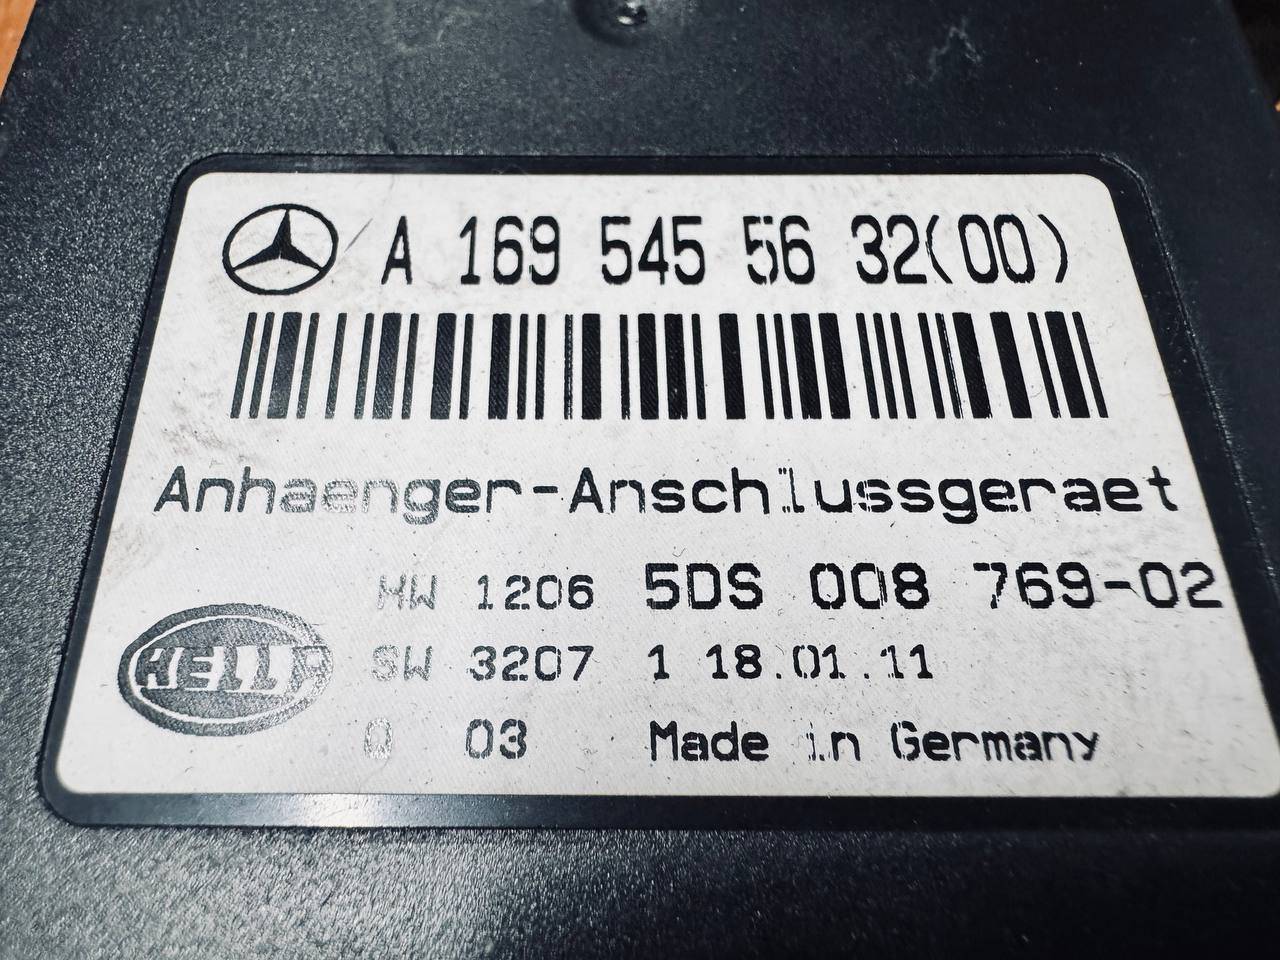 A 169 545 56 32(00)
Anhaenger-Anschlussgeraet
HW 1206 5DS 008 769-02
HELLA
SW 3207 1 18.01.11
Q 03 Made in Germany